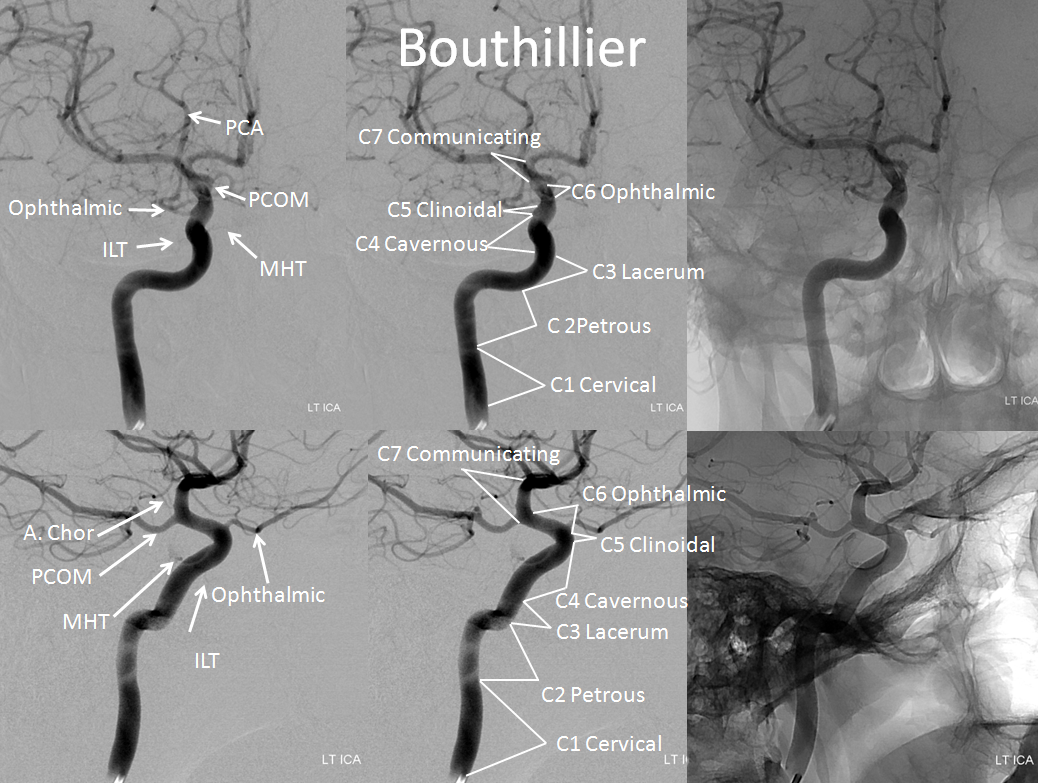 Bouthillier
PCA
PCOM
Ophthalmic
ILT
MHT
LT ICA
C7 Communicating
C6 Ophthalmic
C5 Clinoidal
C4 Cavernous
C3 Lacerum
C 2Petrous
C1 Cervical
LT ICA
LT ICA
A. Chor
PCOM
MHT
Ophthalmic
ILT
LT ICA
C7 Communicating
C6 Ophthalmic
C5 Clinoidal
C4 Cavernous
C3 Lacerum
C2 Petrous
C1 Cervical
LT I
LT ICA